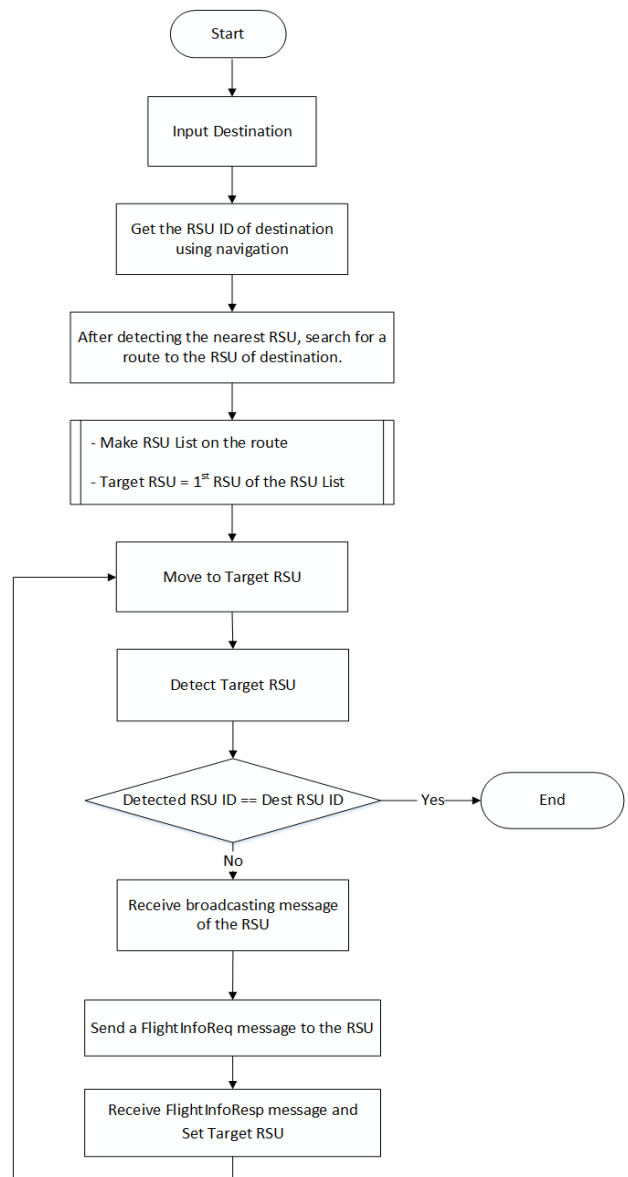 Start
Input Destination
Get the RSU ID of destination
using navigation
After detecting the nearest RSU, search for a
route to the RSU of destination.
- Make RSU List on the route
- Target RSU = 1st RSU of the RSU List
Move to Target RSU
Detect Target RSU
Detected RSU ID == Dest RSU ID
Yes
End
No
Receive broadcasting message
of the RSU
Send a FlightInfoReq message to the RSU
Receive FlightInfoResp message and
Set Target RSU